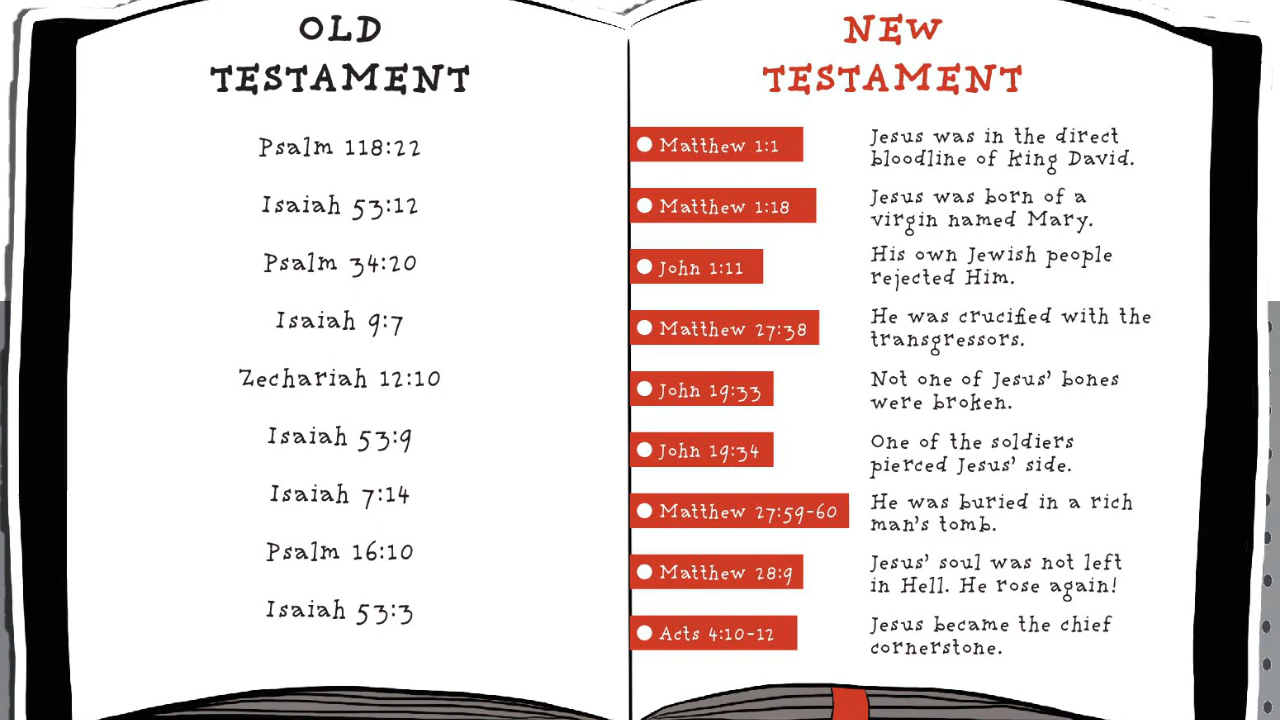 OLD
TESTAMENT
Psalm 118:22
Isaiah 53:12
Psalm 34:20
Isaiah 9:7
Zechariah 12:10
Isaiah 53:9
Isaiah 7:14
Psalm 16:10
Isaiah 53:3
NEW
TESTAMENT
Matthew 1:1
Jesus was in the direct
bloodline of King David.
Matthew 1:18
Jesus was born of a
virgin named Mary.
John 1:11
His own Jewish people
rejected Him.
Matthew 27:38
He was crucified with the
transgressors.
John 19:33
Not one of Jesus' bones
were broken.
John 19:34
One of the soldiers
pierced Jesus' side.
Matthew 27:59-60
He was buried in a rich
man's tomb.
Matthew 28:9
Jesus' soul was not left
in Hell. He rose again!
Acts 4:10-12
Jesus became the chief
cornerstone.